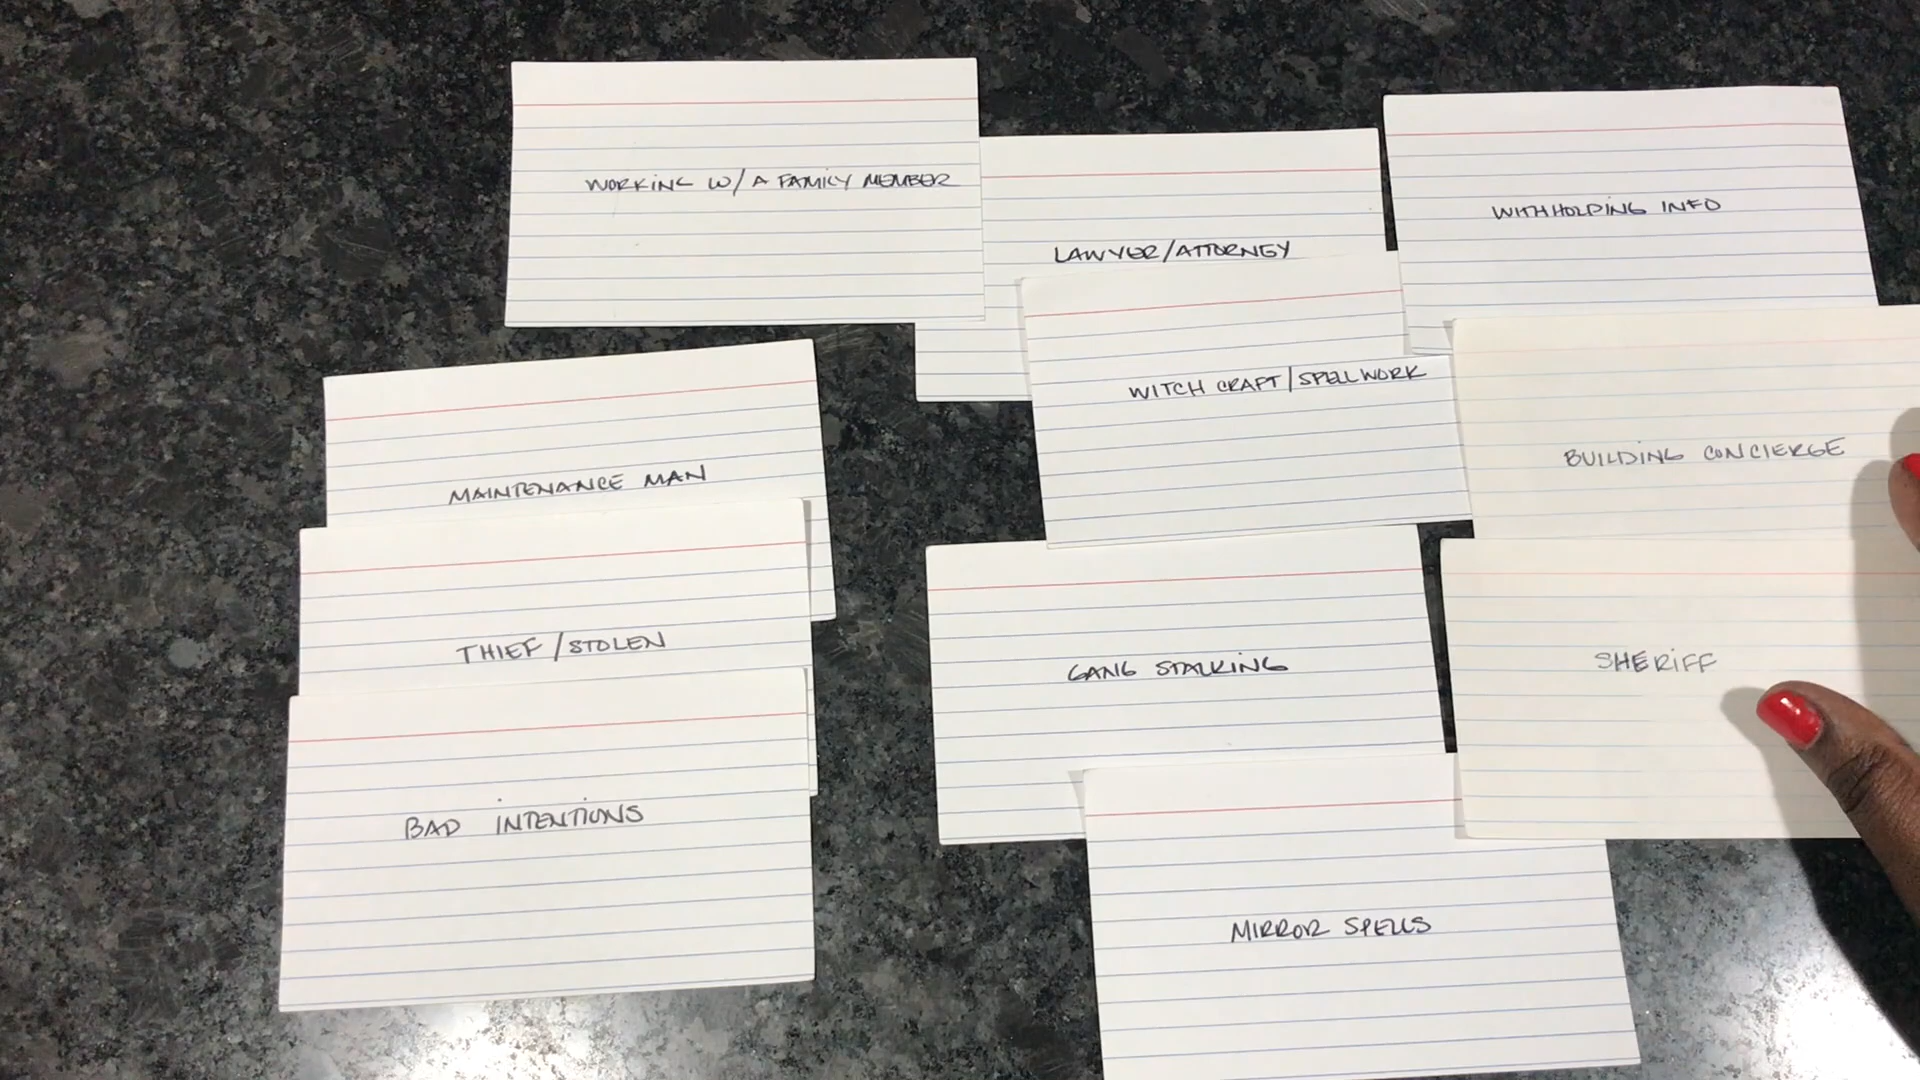 WORKING W/A FAMILY MEMBER
LAWYER/ATTORNEY
WITHHOLDING INFO
WITCH CRAFT/SPELLWORK
BUILDING CONCIERGE
MAINTENANCE MAN
THIEF/STOLEN
GANG STALKING
SHERIFF
BAD INTENTIONS
MIRROR SPELLS